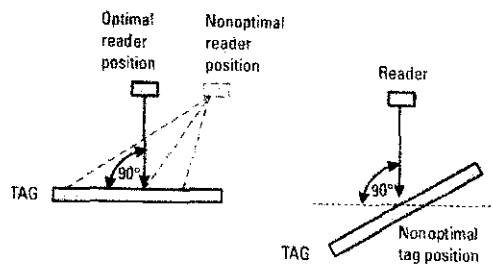 Optimal
reader
position
Nonoptimal
reader
position
90°
TAG
Reader
90°
Nonoptimal
tag position
TAG